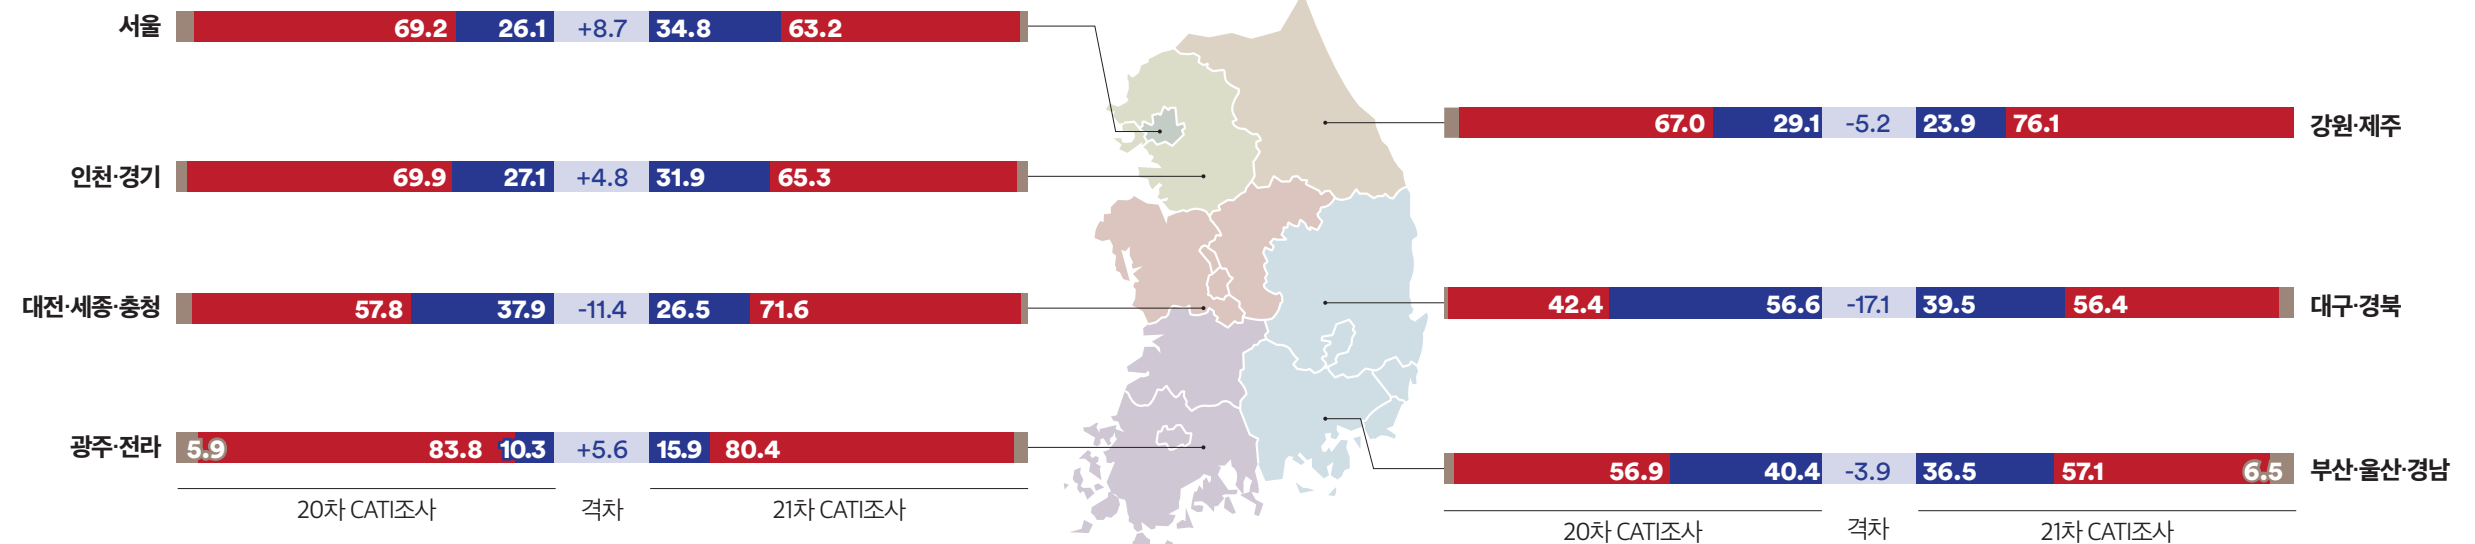 서울 69.2 26.1 +8.7 34.8 63.2
인천·경기 69.9 27.1 +4.8 31.9 65.3
대전·세종·충청 57.8 37.9 -11.4 26.5 71.6
광주·전라 5.9 83.8 10.3 +5.6 15.9 80.4
20차 CATI조사 격차 21차 CATI조사
67.0 29.1 -5.2 23.9 76.1 강원·제주
42.4 56.6 -17.1 39.5 56.4 대구·경북
56.9 40.4 -3.9 36.5 57.1 6.5 부산·울산·경남
20차 CATI조사 격차 21차 CATI조사